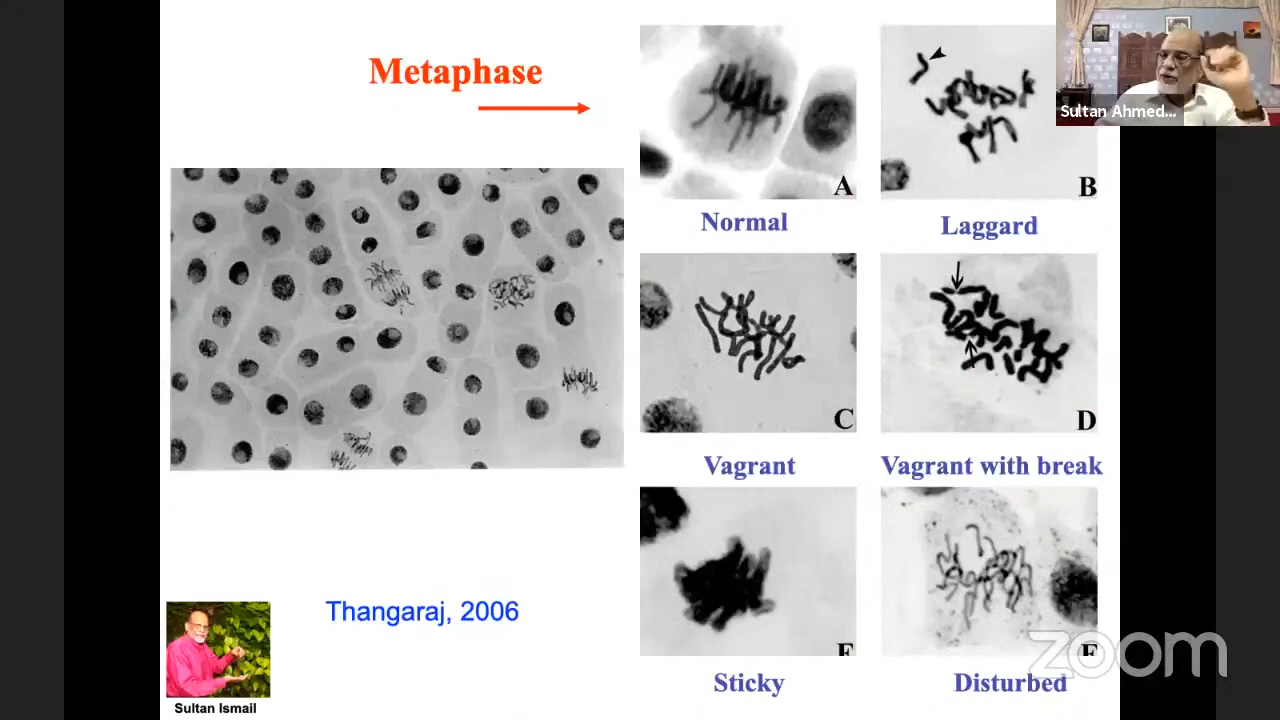 Metaphase
A
B
Sultan Ahmed...
Normal
Laggard
C
D
Vagrant
Vagrant with break
E
F
Sticky
Disturbed
Thangaraj, 2006
Sultan Ismail
zoom